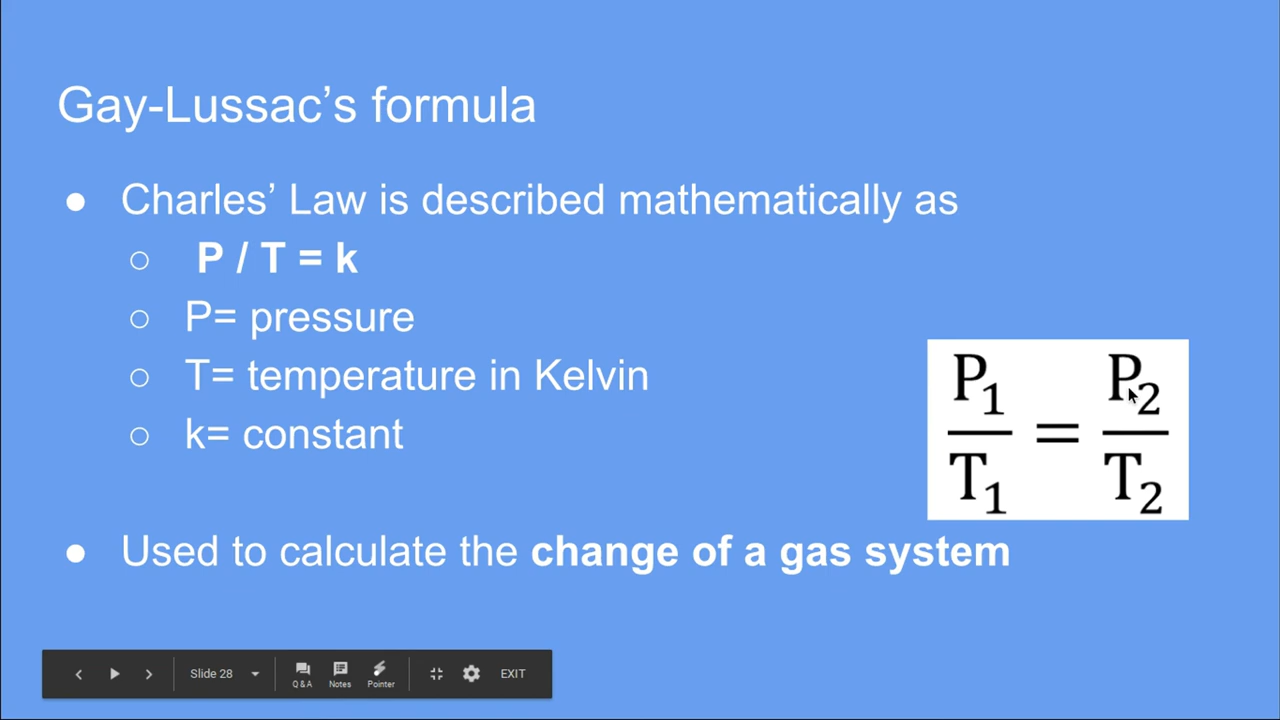 Gay-Lussac’s formula
● Charles’ Law is described mathematically as
○ P / T = k
○ P= pressure
○ T= temperature in Kelvin
○ k= constant
P₁ / T₁ = P₂ / T₂
● Used to calculate the change of a gas system
Slide 28 Q & A Notes Pointer EXIT